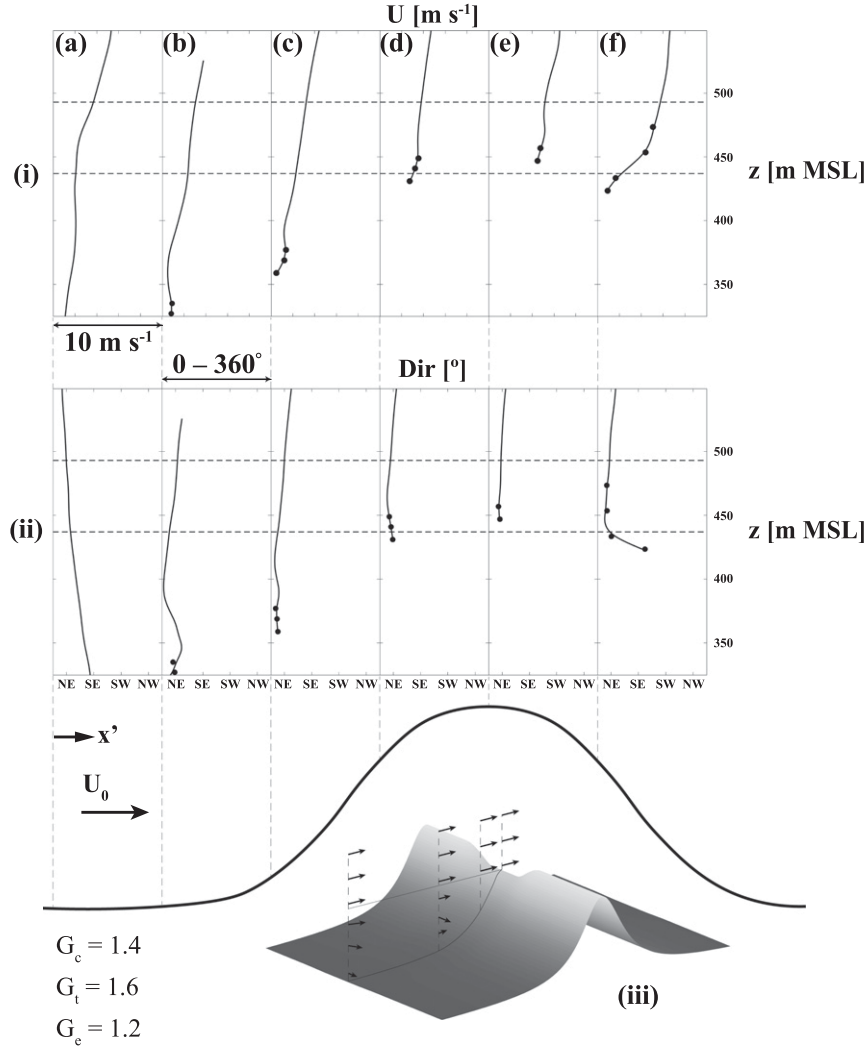 U [m s-1]
(a) (b) (c) (d) (e) (f)
500
450
(i) z [m MSL]
400
350
10 m s-1
0 – 360°
Dir [º]
500
450
(ii) z [m MSL]
400
350
NE SE SW NW NE SE SW NW NE SE SW NW NE SE SW NW NE SE SW NW NE SE SW NW
x’
U0
Gc = 1.4
Gt = 1.6
(iii)
Ge = 1.2